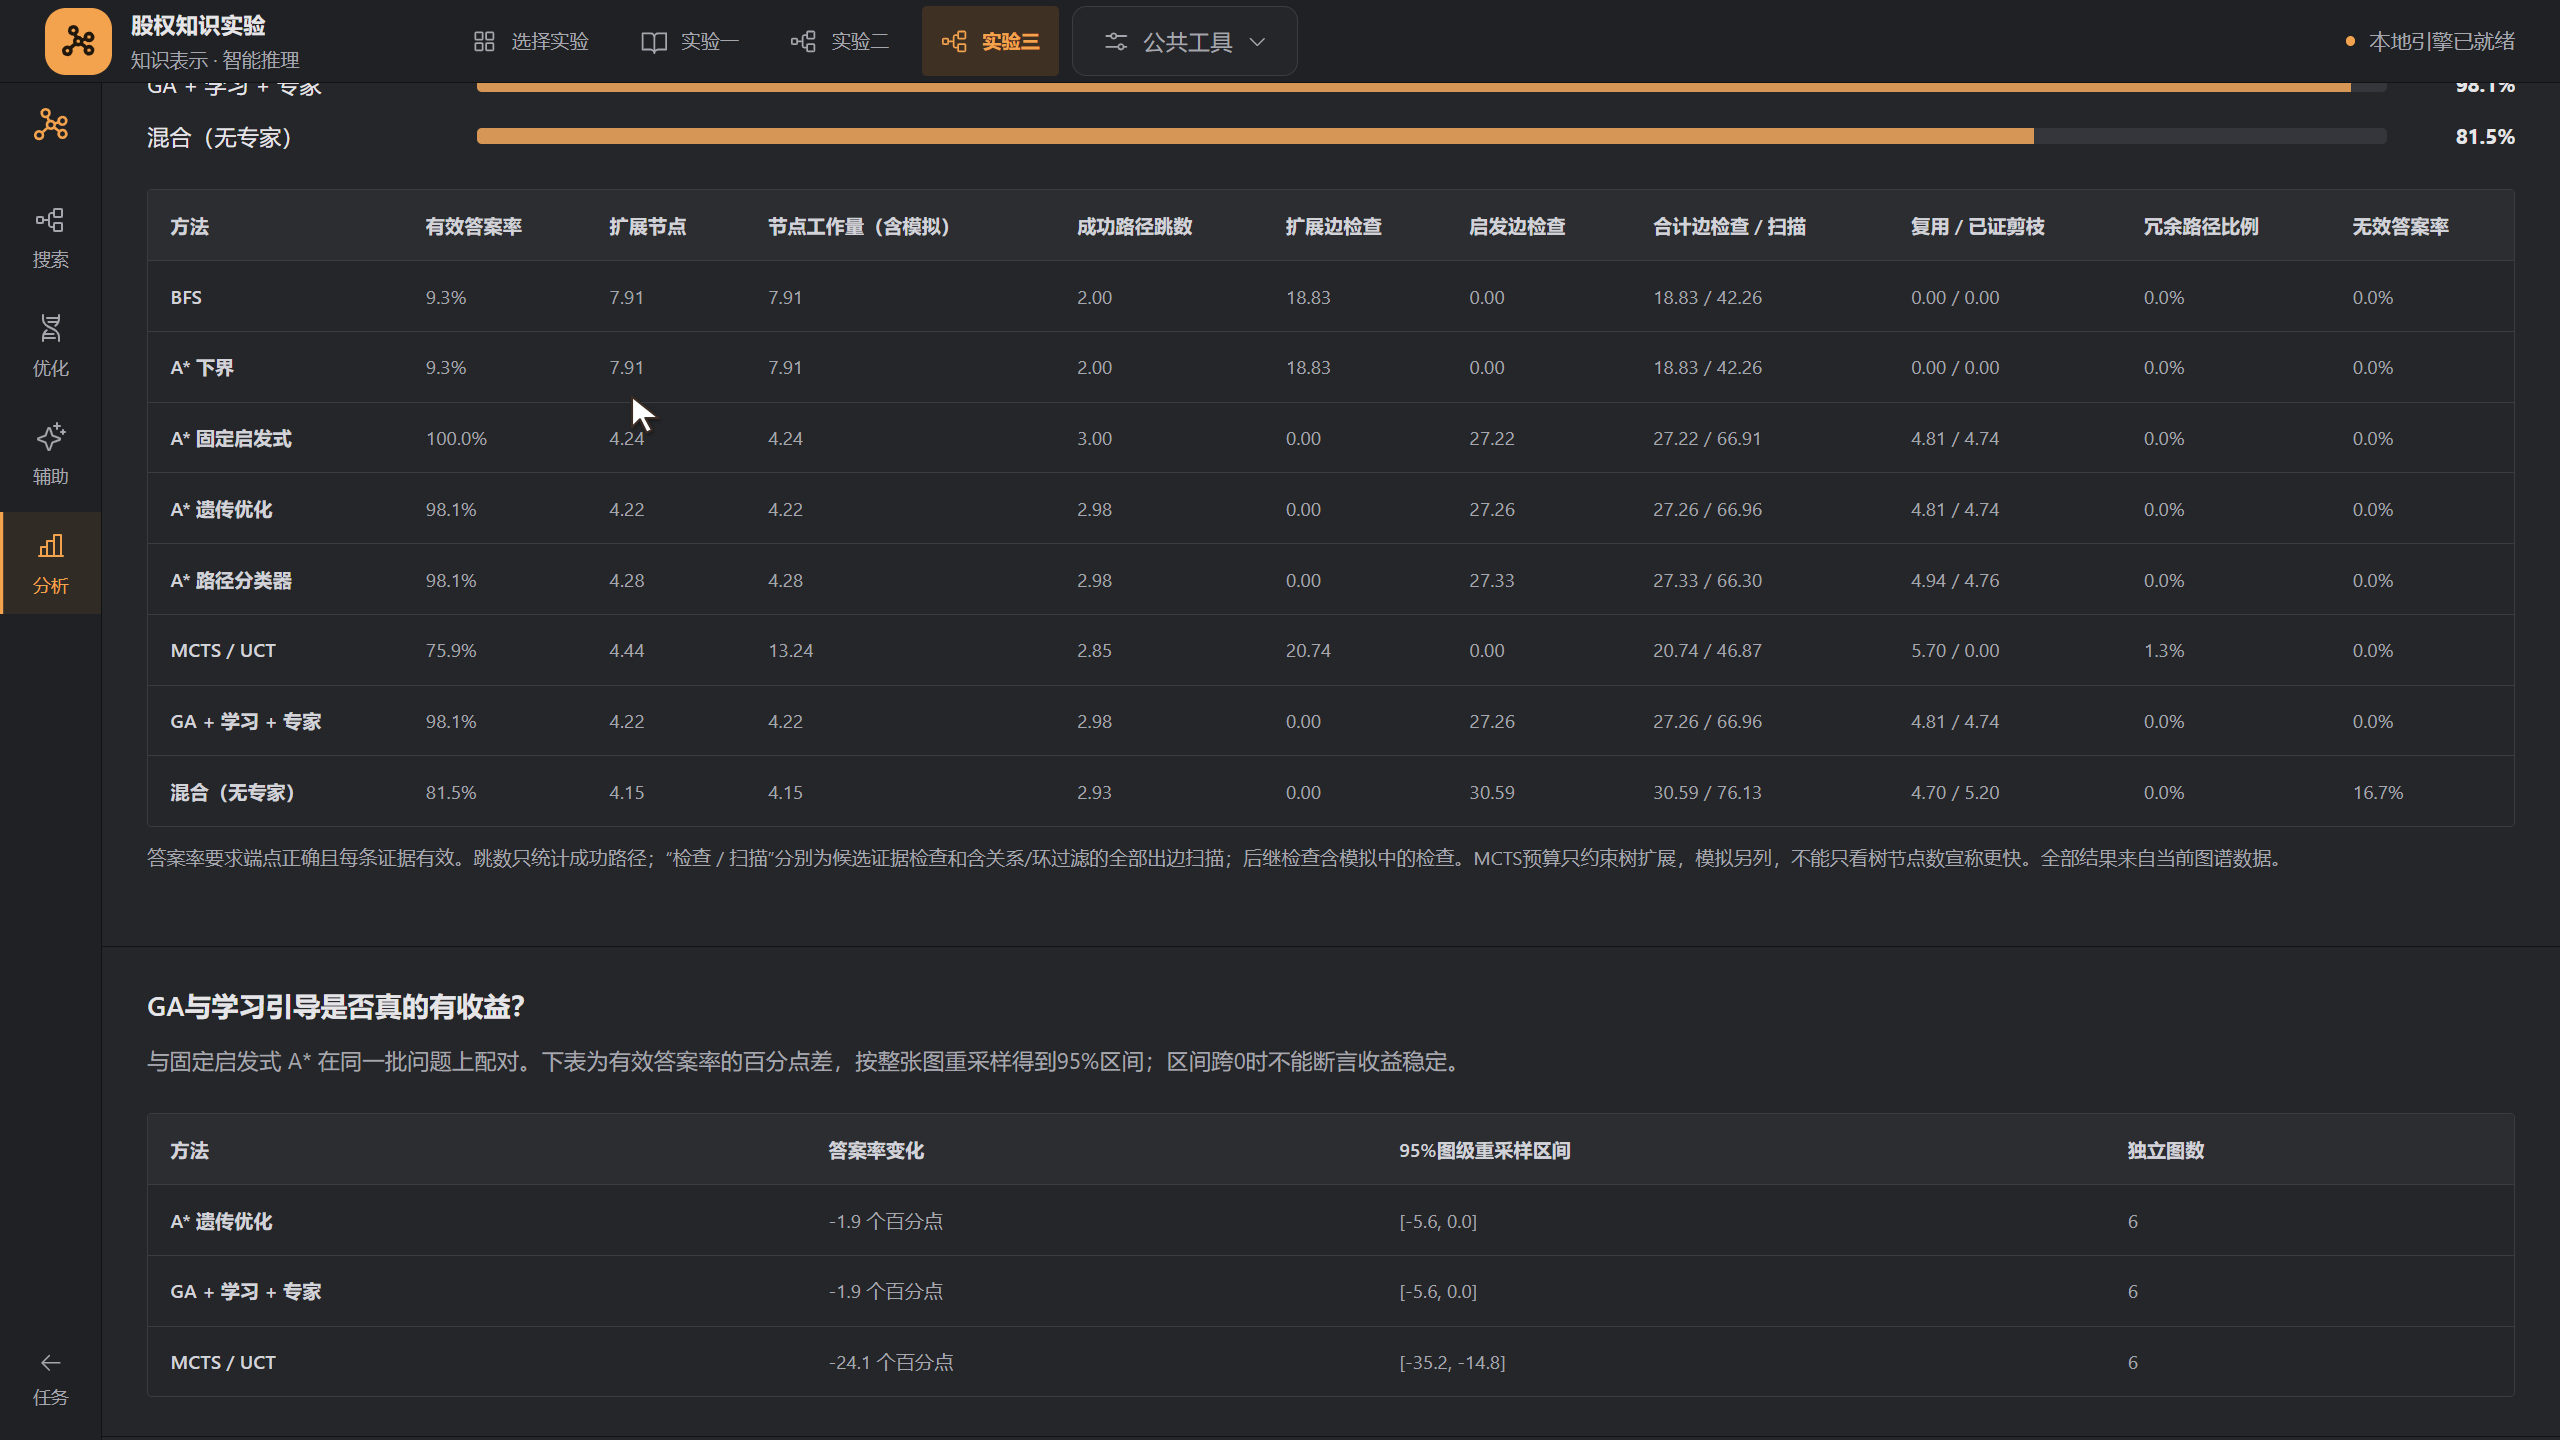 股权知识实验
知识表示 · 智能推理
选择实验
实验一
实验二
实验三
公共工具
本地引擎已就绪
搜索
优化
辅助
分析
任务
GA + 学习 + 专家 98.1%
混合（无专家） 81.5%
方法 有效答案率 扩展节点 节点工作量（含模拟） 成功路径跳数 扩展边检查 启发边检查 合计边检查 / 扫描 复用 / 已证剪枝 冗余路径比例 无效答案率
BFS 9.3% 7.91 7.91 2.00 18.83 0.00 18.83 / 42.26 0.00 / 0.00 0.0% 0.0%
A* 下界 9.3% 7.91 7.91 2.00 18.83 0.00 18.83 / 42.26 0.00 / 0.00 0.0% 0.0%
A* 固定启发式 100.0% 4.24 4.24 3.00 0.00 27.22 27.22 / 66.91 4.81 / 4.74 0.0% 0.0%
A* 遗传优化 98.1% 4.22 4.22 2.98 0.00 27.26 27.26 / 66.96 4.81 / 4.74 0.0% 0.0%
A* 路径分类器 98.1% 4.28 4.28 2.98 0.00 27.33 27.33 / 66.30 4.94 / 4.76 0.0% 0.0%
MCTS / UCT 75.9% 4.44 13.24 2.85 20.74 0.00 20.74 / 46.87 5.70 / 0.00 1.3% 0.0%
GA + 学习 + 专家 98.1% 4.22 4.22 2.98 0.00 27.26 27.26 / 66.96 4.81 / 4.74 0.0% 0.0%
混合（无专家） 81.5% 4.15 4.15 2.93 0.00 30.59 30.59 / 76.13 4.70 / 5.20 0.0% 16.7%
答案率要求端点正确且每条证据有效。跳数只统计成功路径；“检查 / 扫描”分别为候选证据检查和含关系/环过滤的全部出边扫描；后继检查含模拟中的检查。MCTS预算只约束树扩展，模拟另列，不能只看树节点数宣称更快。全部结果来自当前图谱数据。
GA与学习引导是否真的有收益？
与固定启发式 A* 在同一批问题上配对。下表为有效答案率的百分点差，按整张图重采样得到95%区间；区间跨0时不能断言收益稳定。
方法 答案率变化 95%图级重采样区间 独立图数
A* 遗传优化 -1.9 个百分点 [-5.6, 0.0] 6
GA + 学习 + 专家 -1.9 个百分点 [-5.6, 0.0] 6
MCTS / UCT -24.1 个百分点 [-35.2, -14.8] 6